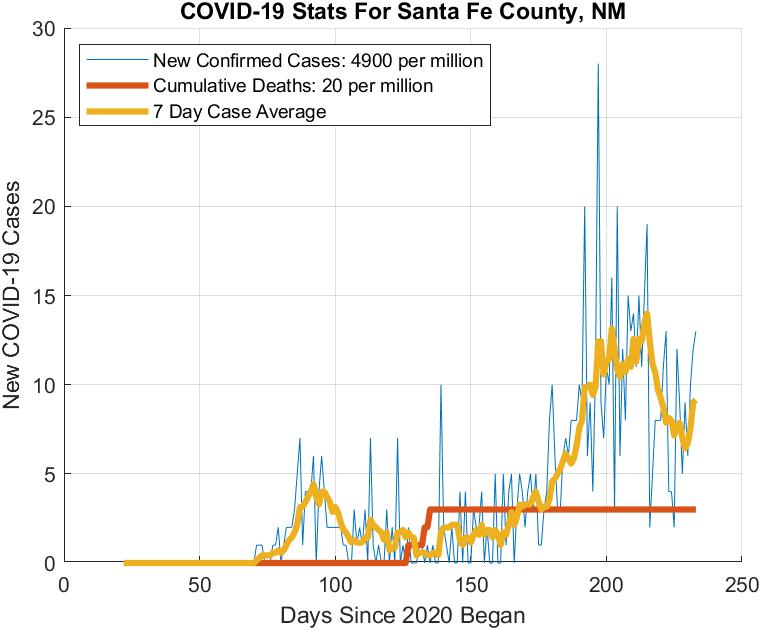 COVID-19 Stats For Santa Fe County, NM
New Confirmed Cases: 4900 per million
Cumulative Deaths: 20 per million
7 Day Case Average
New COVID-19 Cases
30
25
20
15
10
5
0
0 50 100 150 200 250
Days Since 2020 Began